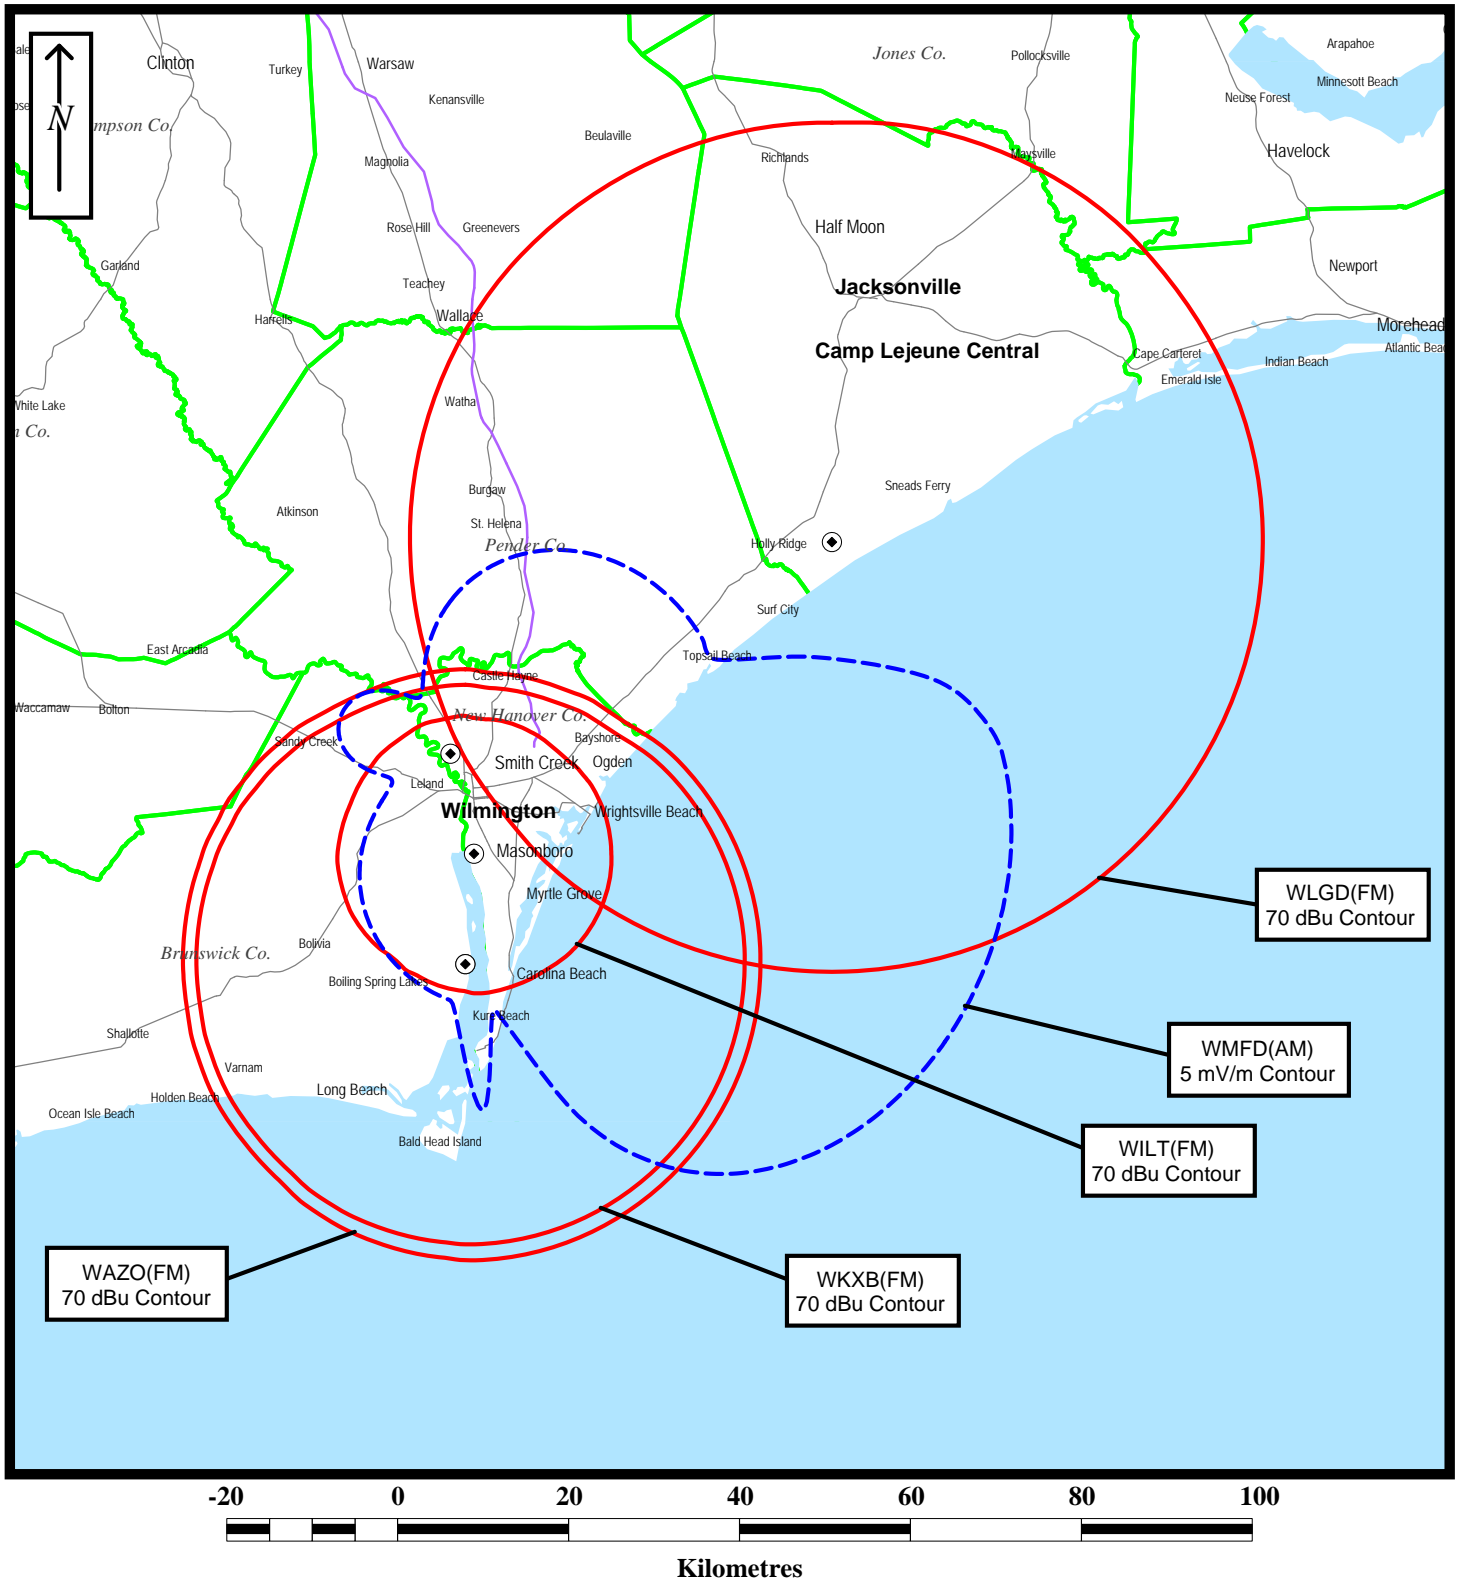 Clinton
Turkey
Warsaw
Jones Co.
Pollocksville
Arapahoe
Minnesott Beach
Kenansville
Neuse Forest
N
mpson Co.
Beulaville
Havelock
Magnolia
Richlands
Maysville
Rose Hill
Greenevers
Half Moon
Garland
Newport
Teachey
Jacksonville
Harrells
Wallace
Morehead
Camp Lejeune Central
Cape Carteret
Atlantic Beac
Indian Beach
Emerald Isle
White Lake
Watha
n Co.
Burgaw
Sneads Ferry
Atkinson
St. Helena
Pender Co.
Holly Ridge
Surf City
East Arcadia
Topsail Beach
Castle Hayne
Waccamaw
Bolton
New Hanover Co.
Sandy Creek
Bayshore
Smith Creek
Ogden
Leland
Wilmington
Wrightsville Beach
Masonboro
Myrtle Grove
WLGD(FM)
70 dBu Contour
Bolivia
Brunswick Co.
Carolina Beach
Boiling Spring Lakes
Kure Beach
Shallotte
WMFD(AM)
5 mV/m Contour
Varnam
Long Beach
Holden Beach
Ocean Isle Beach
Bald Head Island
WILT(FM)
70 dBu Contour
WAZO(FM)
70 dBu Contour
WKXB(FM)
70 dBu Contour
-20 0 20 40 60 80 100
Kilometres